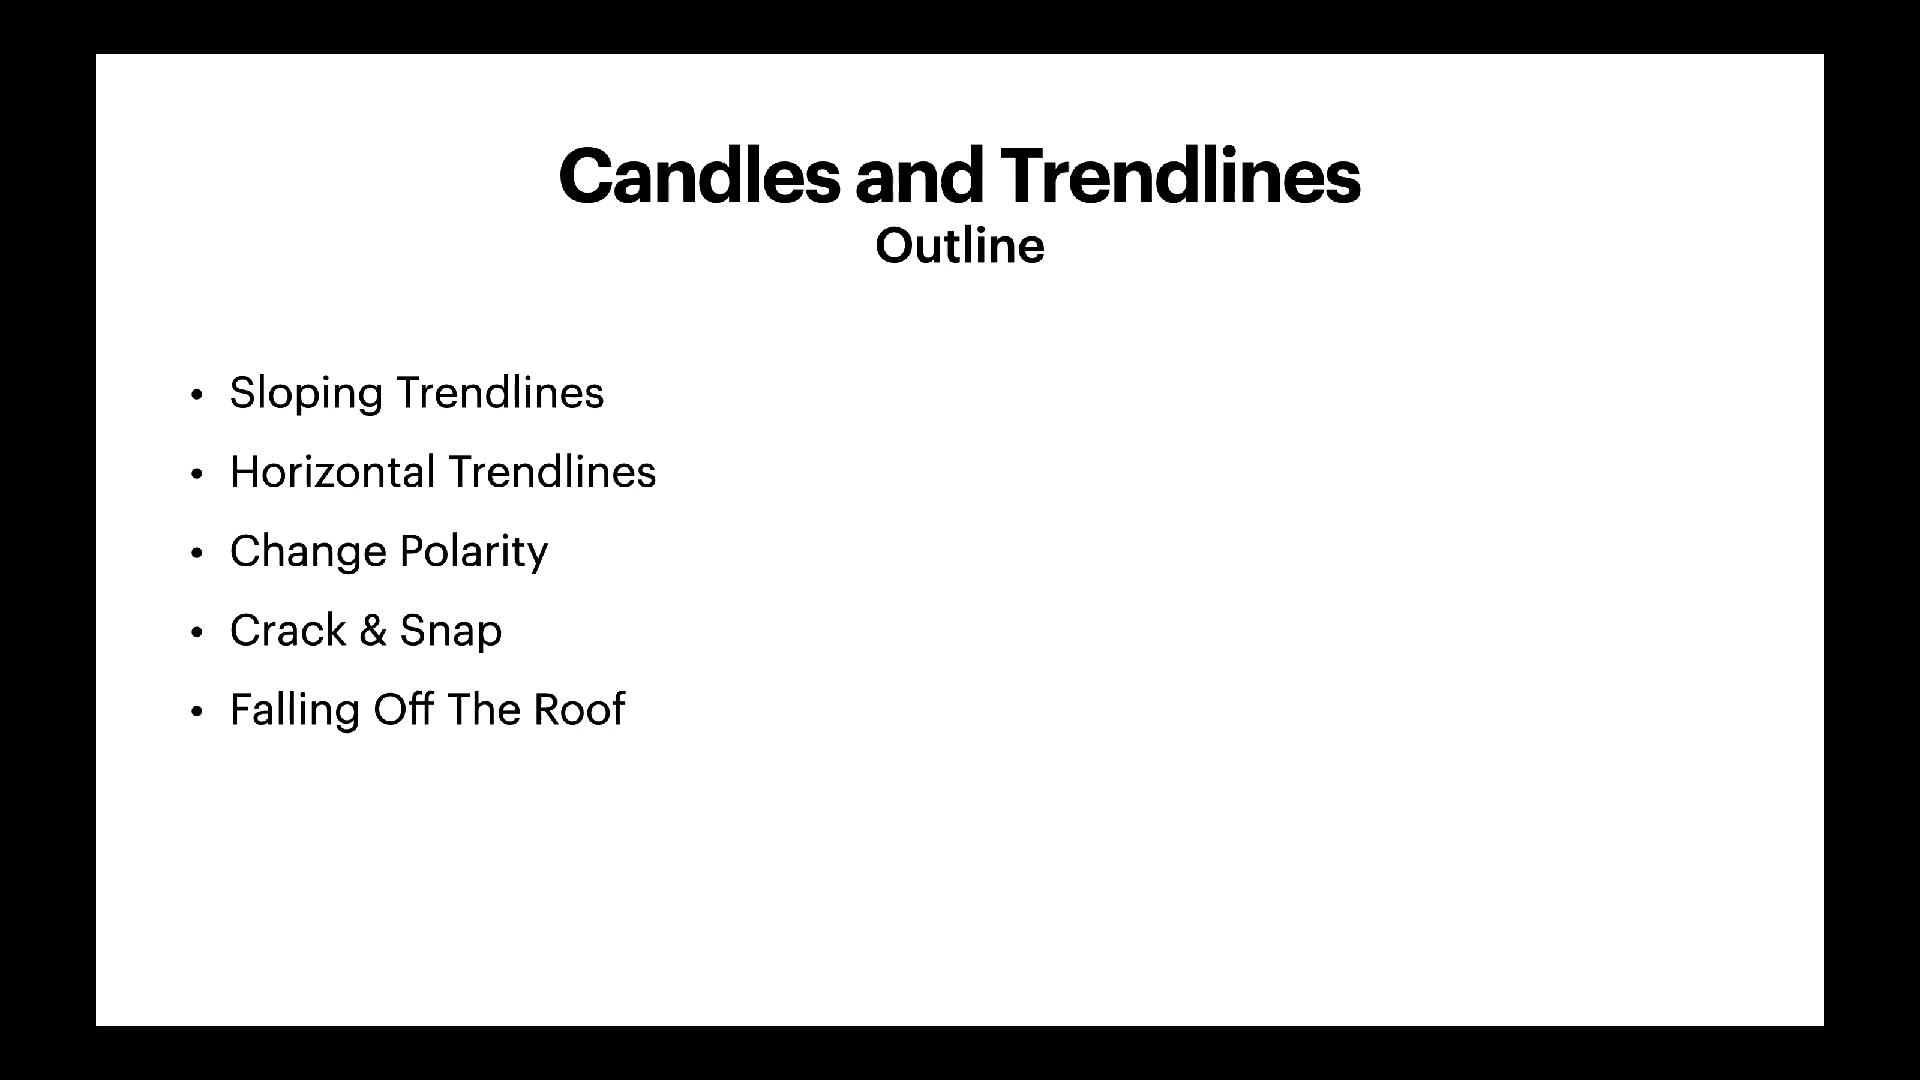 Candles and Trendlines
Outline
• Sloping Trendlines
• Horizontal Trendlines
• Change Polarity
• Crack & Snap
• Falling Off The Roof